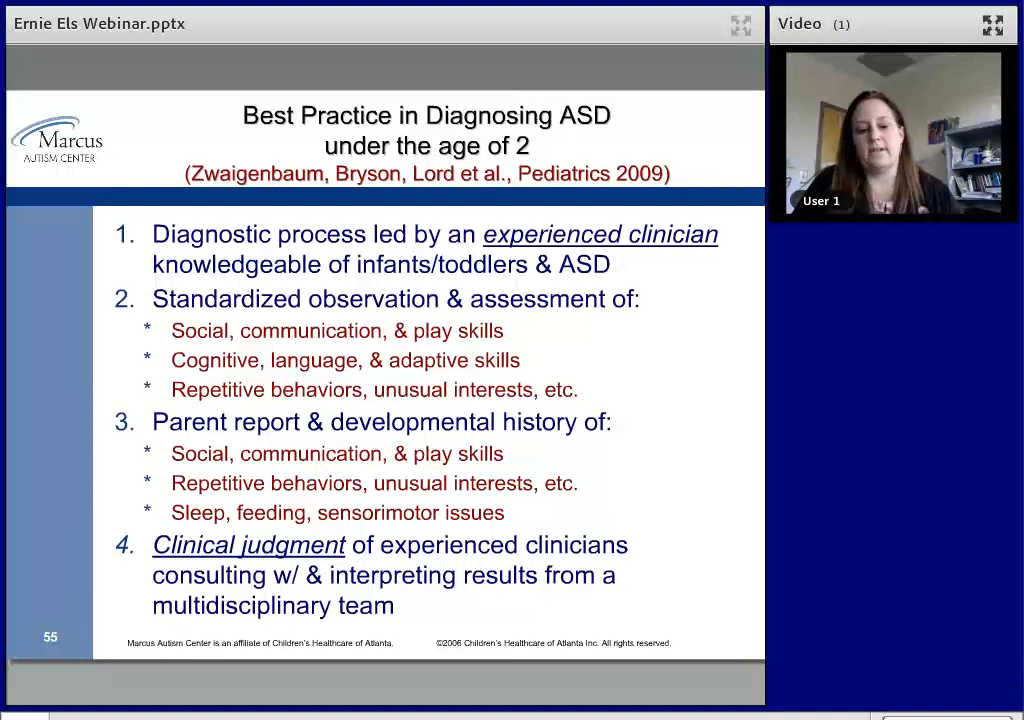 Ernie Els Webinar.pptx
Video (1)
Marcus
AUTISM CENTER
Best Practice in Diagnosing ASD
under the age of 2
(Zwaigenbaum, Bryson, Lord et al., Pediatrics 2009)
User 1
1. Diagnostic process led by an experienced clinician
knowledgeable of infants/toddlers & ASD
2. Standardized observation & assessment of:
* Social, communication, & play skills
* Cognitive, language, & adaptive skills
* Repetitive behaviors, unusual interests, etc.
3. Parent report & developmental history of:
* Social, communication, & play skills
* Repetitive behaviors, unusual interests, etc.
* Sleep, feeding, sensorimotor issues
4. Clinical judgment of experienced clinicians
consulting w/ & interpreting results from a
multidisciplinary team
55
Marcus Autism Center is an affiliate of Children's Healthcare of Atlanta. ©2006 Children's Healthcare of Atlanta Inc. All rights reserved.